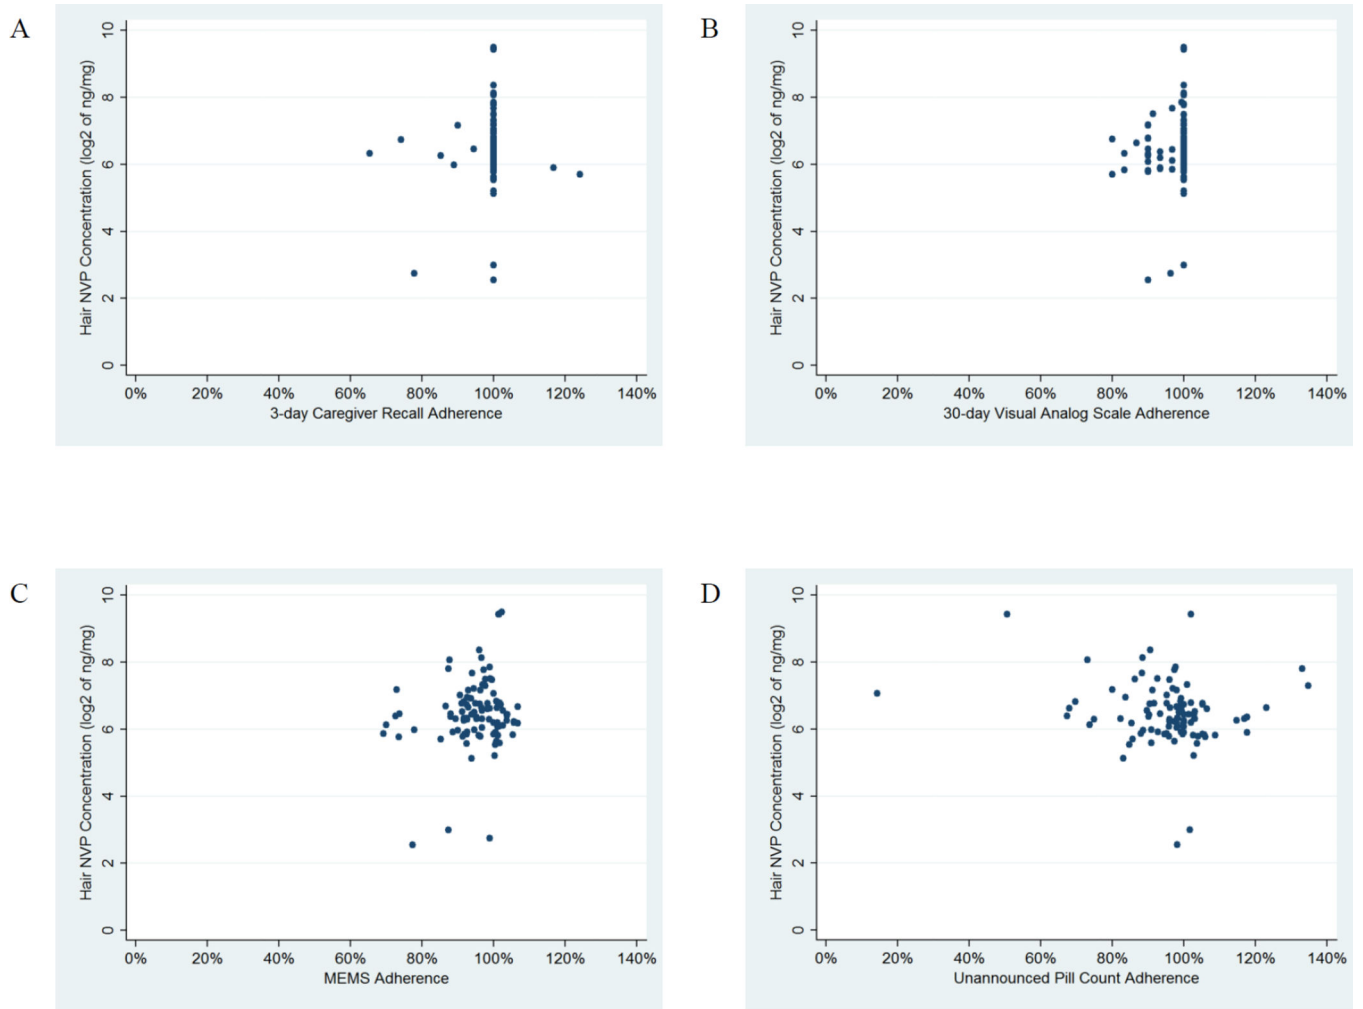 A
Hair NVP Concentration (log2 of ng/mg)
10
8
6
4
2
0
0% 20% 40% 60% 80% 100% 120% 140%
3-day Caregiver Recall Adherence
B
Hair NVP Concentration (log2 of ng/mg)
10
8
6
4
2
0
0% 20% 40% 60% 80% 100% 120% 140%
30-day Visual Analog Scale Adherence
C
Hair NVP Concentration (log2 of ng/mg)
10
8
6
4
2
0
0% 20% 40% 60% 80% 100% 120% 140%
MEMS Adherence
D
Hair NVP Concentration (log2 of ng/mg)
10
8
6
4
2
0
0% 20% 40% 60% 80% 100% 120% 140%
Unannounced Pill Count Adherence